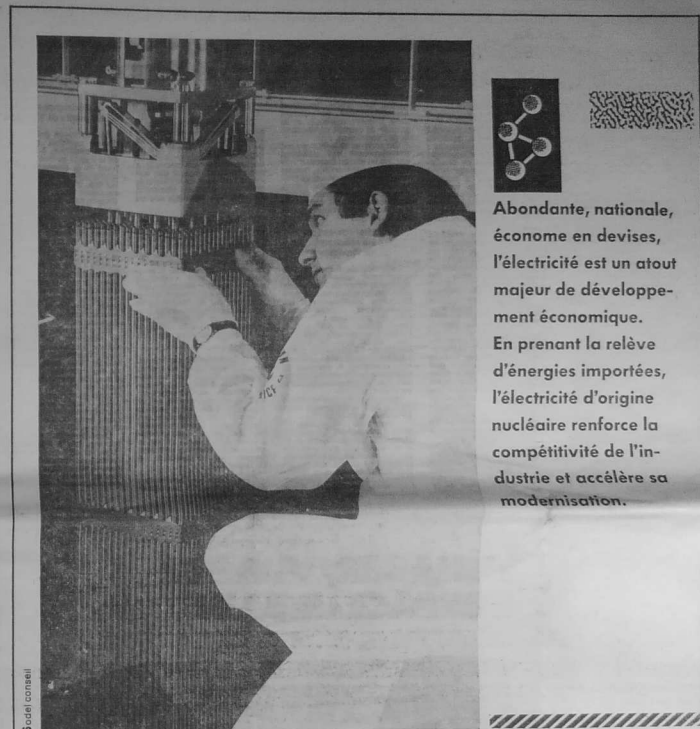 Abondante, nationale,
économe en devises,
l'électricité est un atout
majeur de développe-
ment économique.
En prenant la relève
d'énergies importées,
l'électricité d'origine
nucléaire renforce la
compétitivité de l'in-
dustrie et accélère sa
modernisation.
conseil